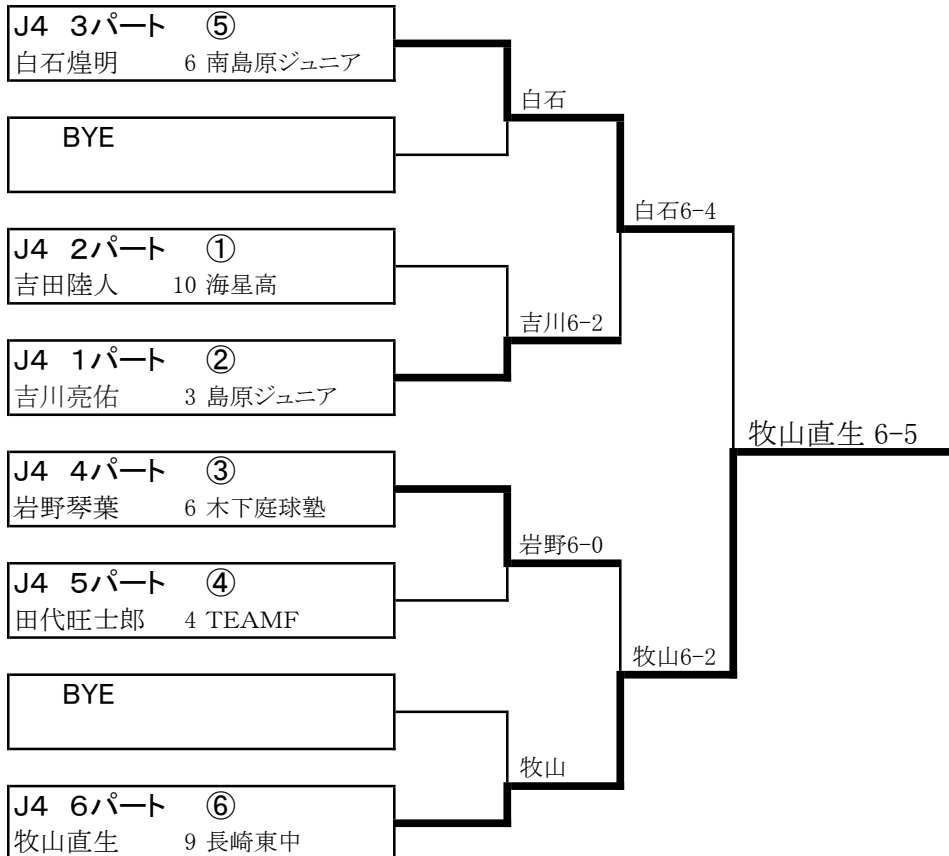 J4 3パート ⑤
白石煌明 6 南島原ジュニア
白石
BYE
白石6-4
J4 2パート ①
吉田陸人 10 海星高
吉川6-2
J4 1パート ②
吉川亮佑 3 島原ジュニア
牧山直生 6-5
J4 4パート ③
岩野琴葉 6 木下庭球塾
岩野6-0
J4 5パート ④
田代旺士郎 4 TEAMF
牧山6-2
BYE
牧山
J4 6パート ⑥
牧山直生 9 長崎東中